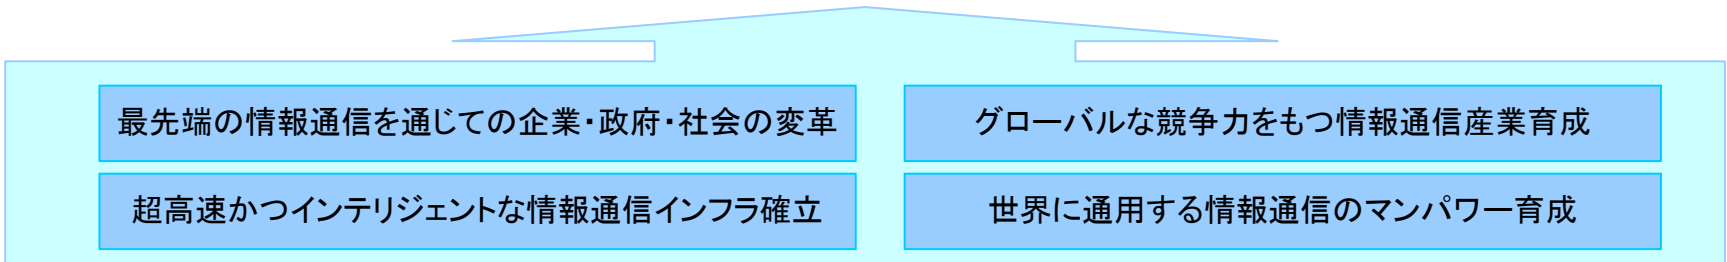 最先端の情報通信を通じての企業・政府・社会の変革
グローバルな競争力をもつ情報通信産業育成
超高速かつインテリジェントな情報通信インフラ確立
世界に通用する情報通信のマンパワー育成